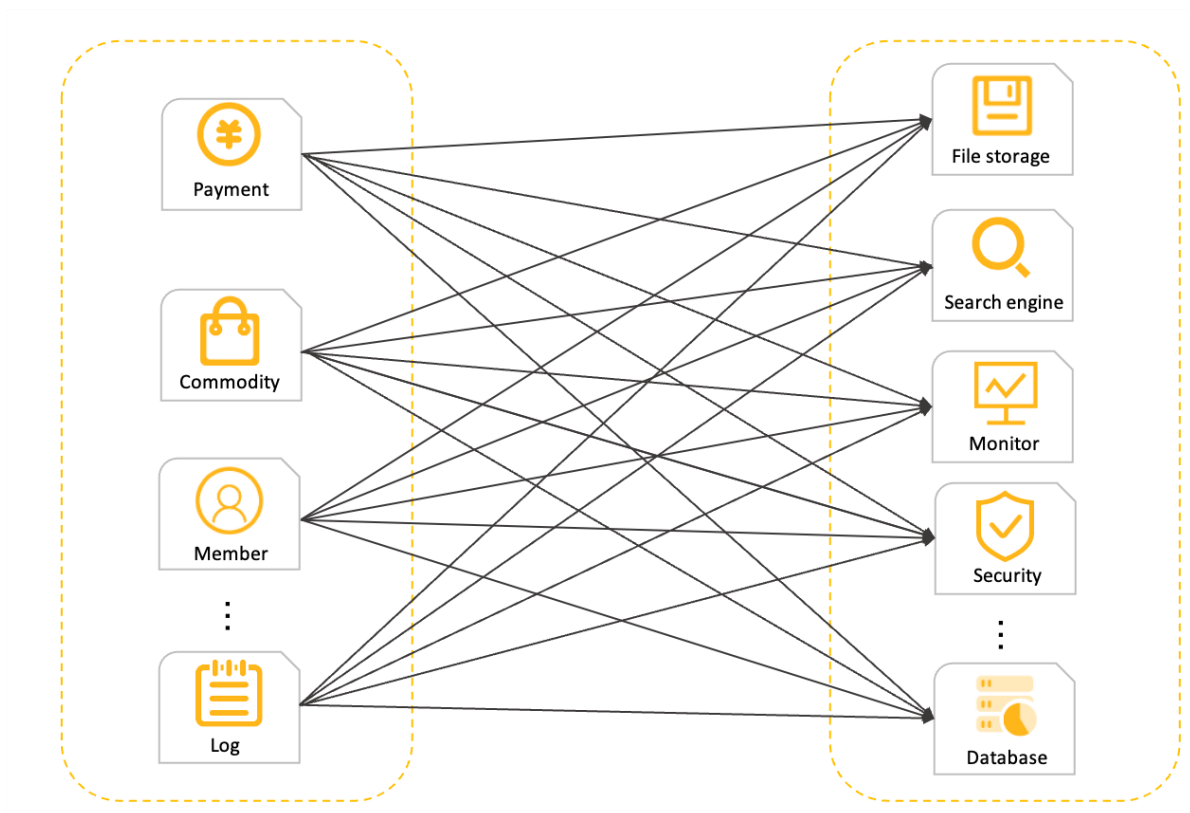 ¥
Payment
Commodity
Member
⋮
Log
File storage
Search engine
Monitor
Security
⋮
Database